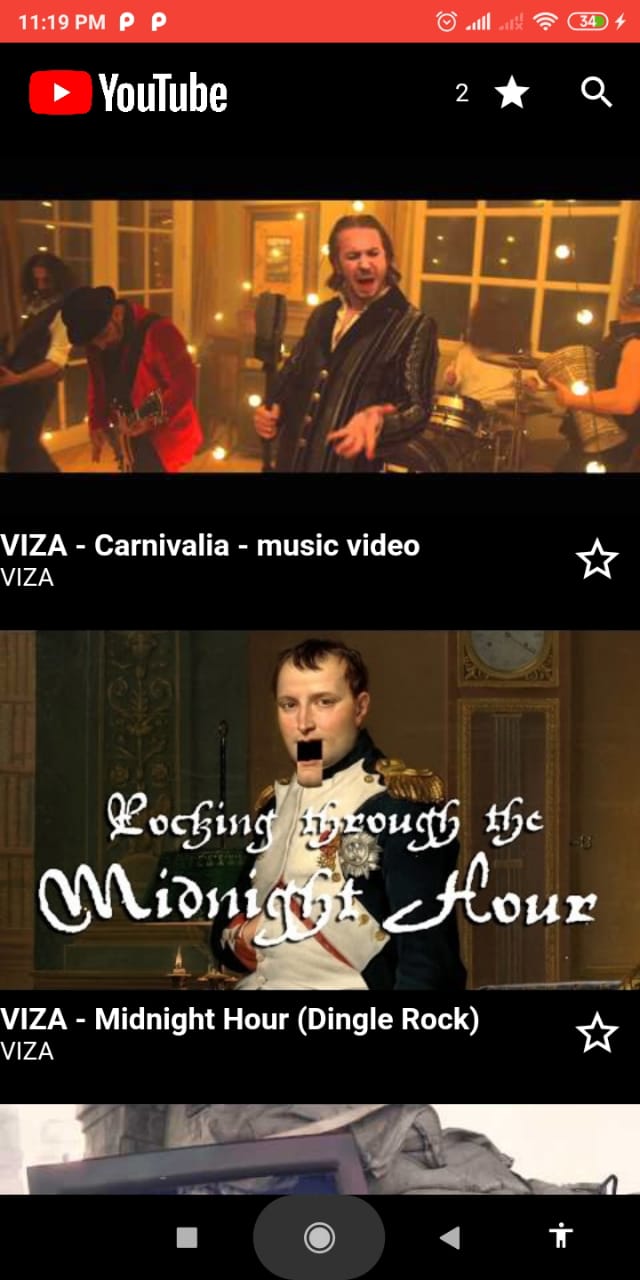 11:19 PM
34
YouTube
2
VIZA - Carnivalia - music video
VIZA
Rocking through the
Midnight Hour
VIZA - Midnight Hour (Dingle Rock)
VIZA